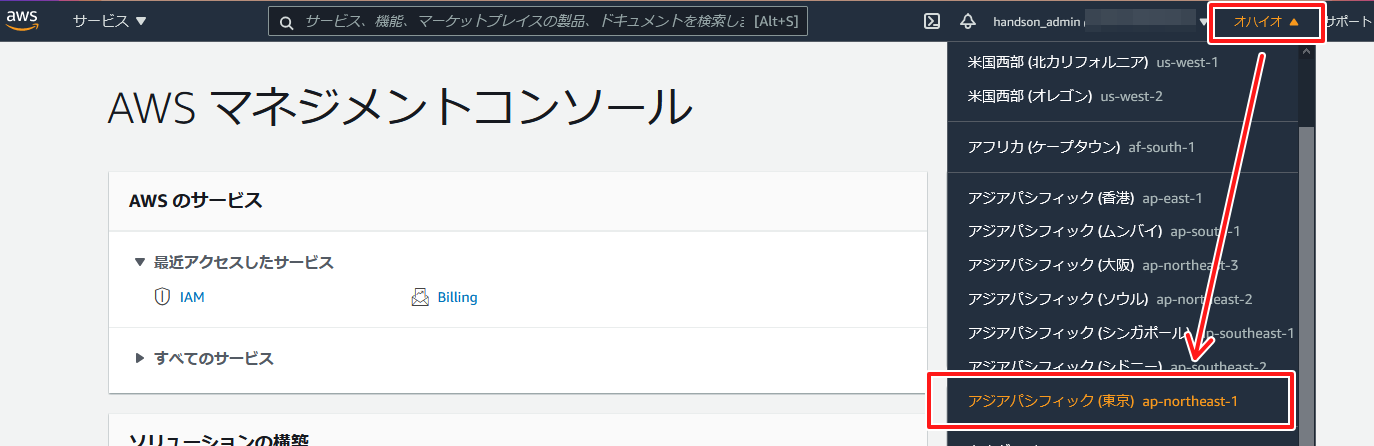 aws サービス サービス、機能、マーケットプレイスの製品、ドキュメントを検索しま [Alt+S] handson_admin オハイオ サポート
米国西部 (北カリフォルニア) us-west-1
米国西部 (オレゴン) us-west-2
アフリカ (ケープタウン) af-south-1
アジアパシフィック (香港) ap-east-1
アジアパシフィック (ムンバイ) ap-south-1
アジアパシフィック (大阪) ap-northeast-3
アジアパシフィック (ソウル) ap-northeast-2
アジアパシフィック (シンガポール) ap-southeast-1
アジアパシフィック (シドニー) ap-southeast-2
アジアパシフィック (東京) ap-northeast-1
AWS マネジメントコンソール
AWS のサービス
最近アクセスしたサービス
IAM Billing
すべてのサービス
ソリューションの構築